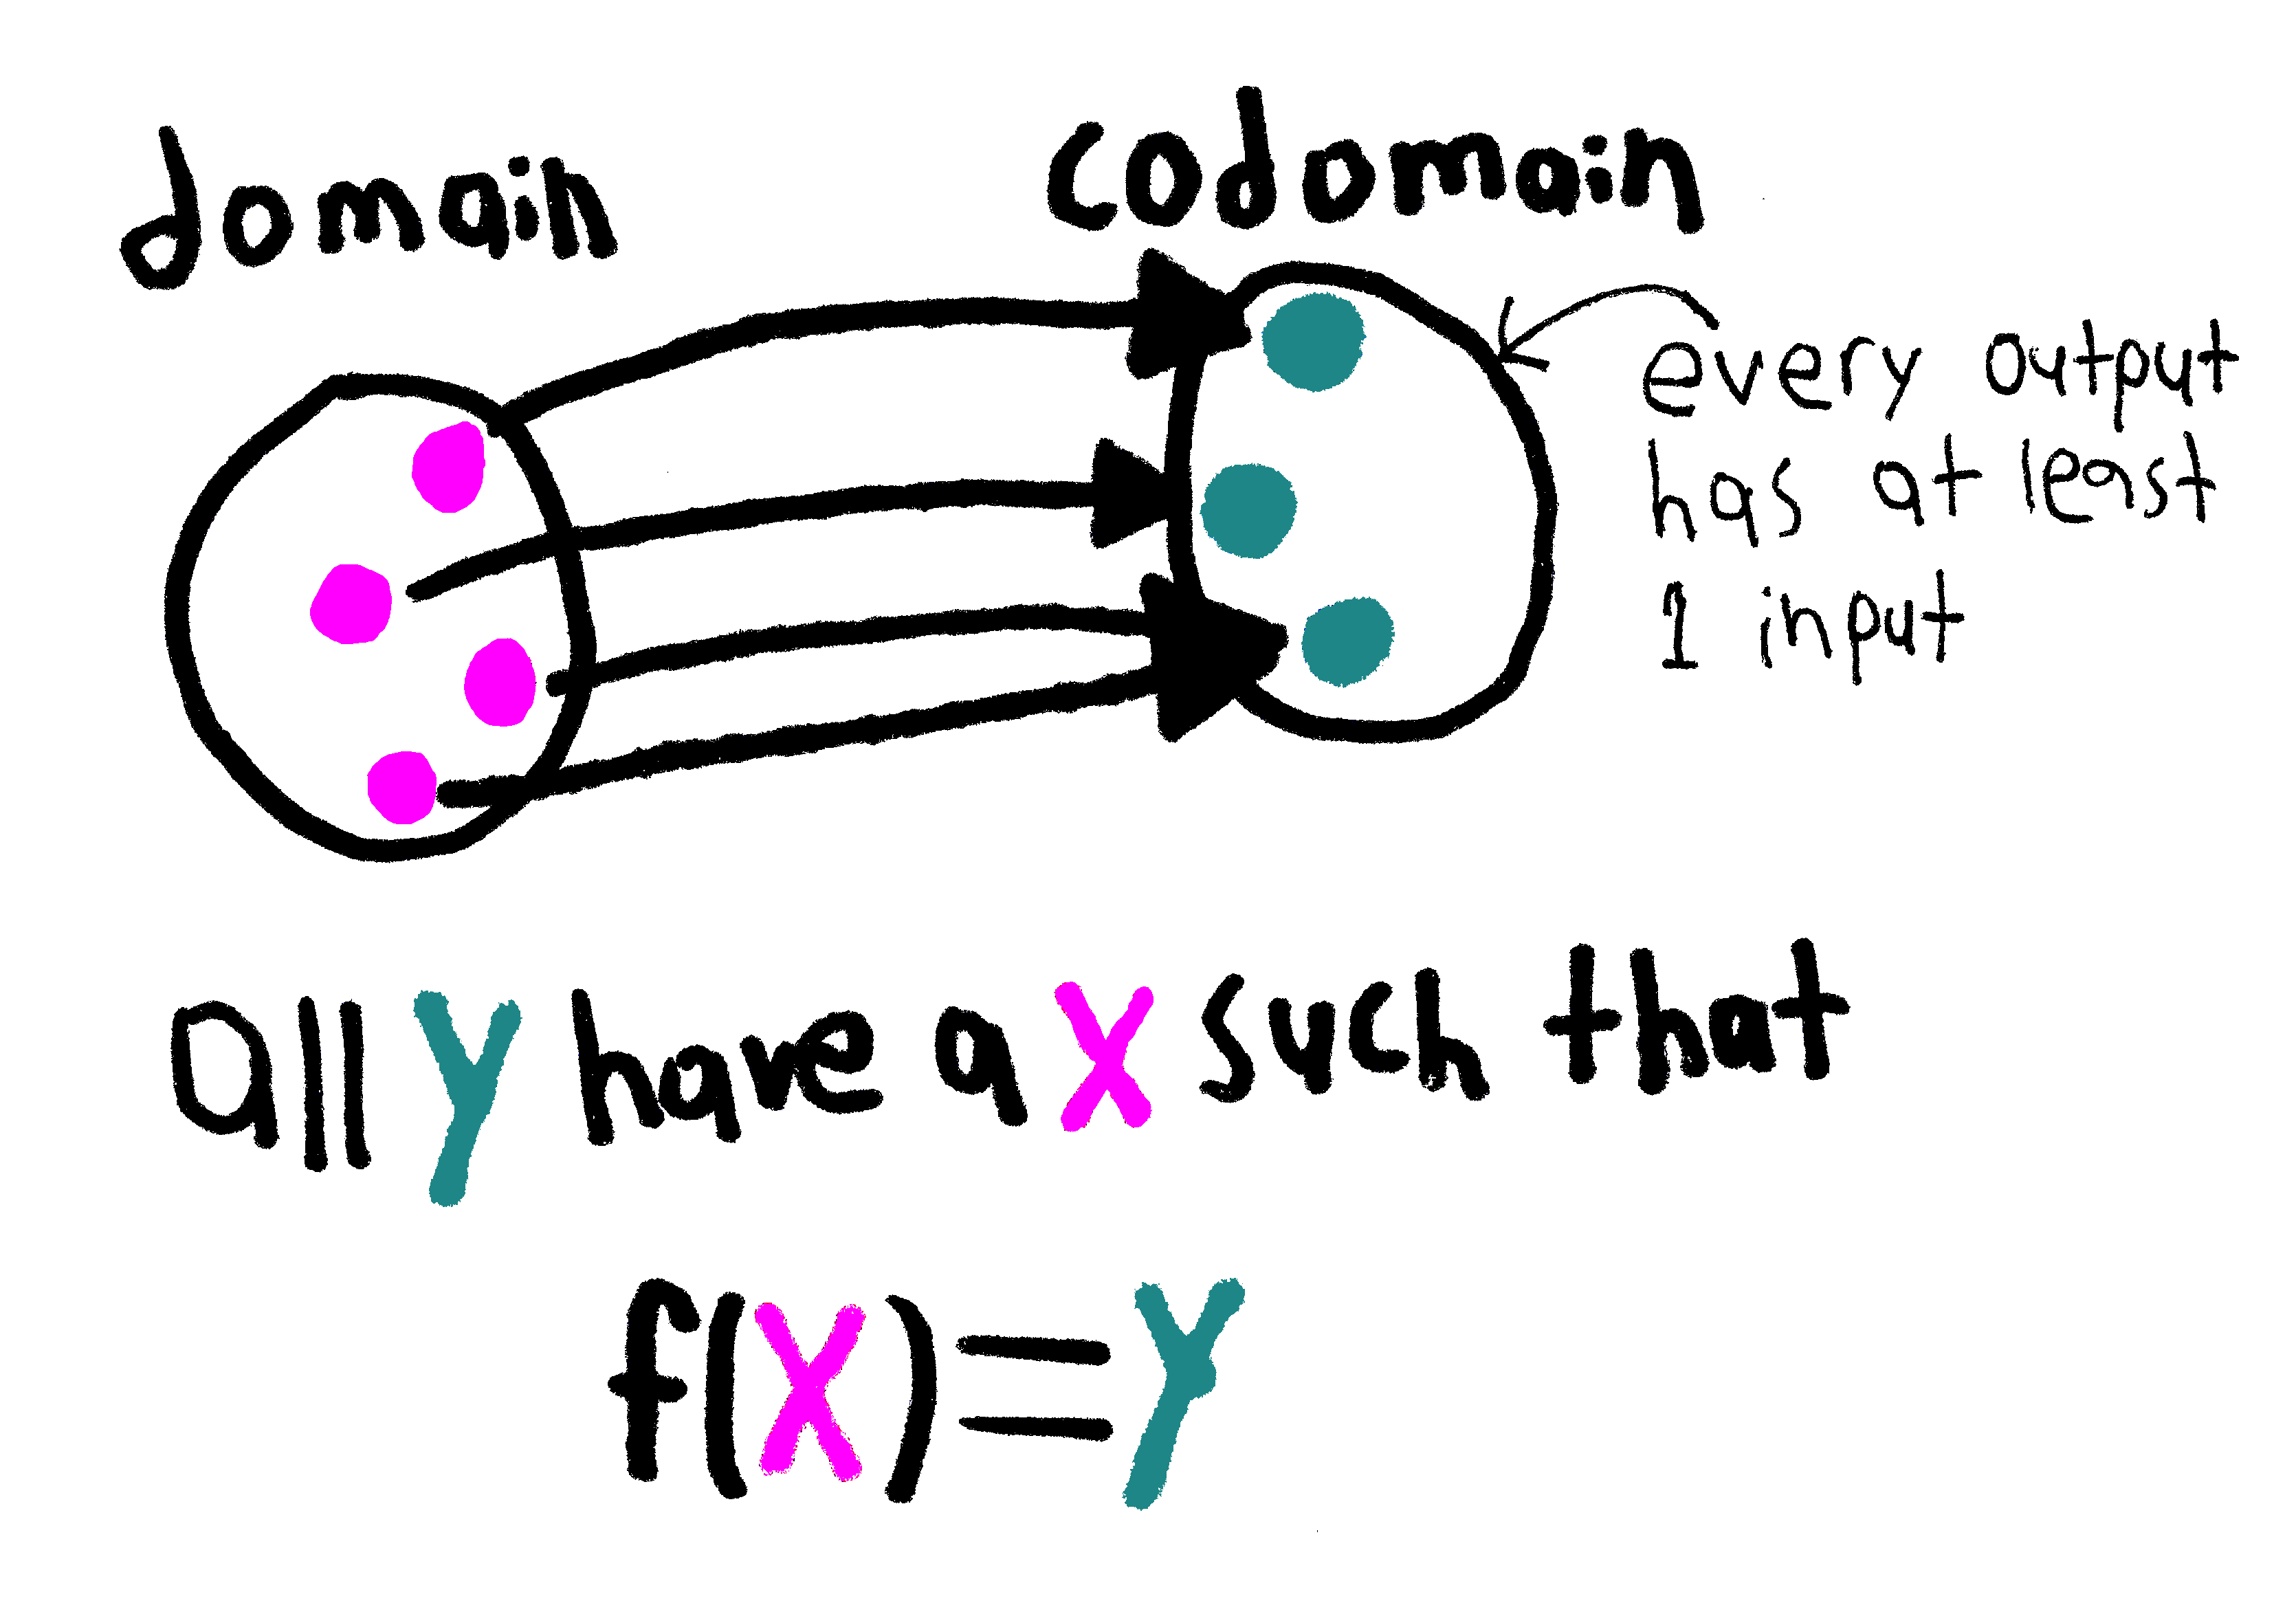 domain
codomain
every output
has at least
1 input
all y have a x such that
f(x)=y